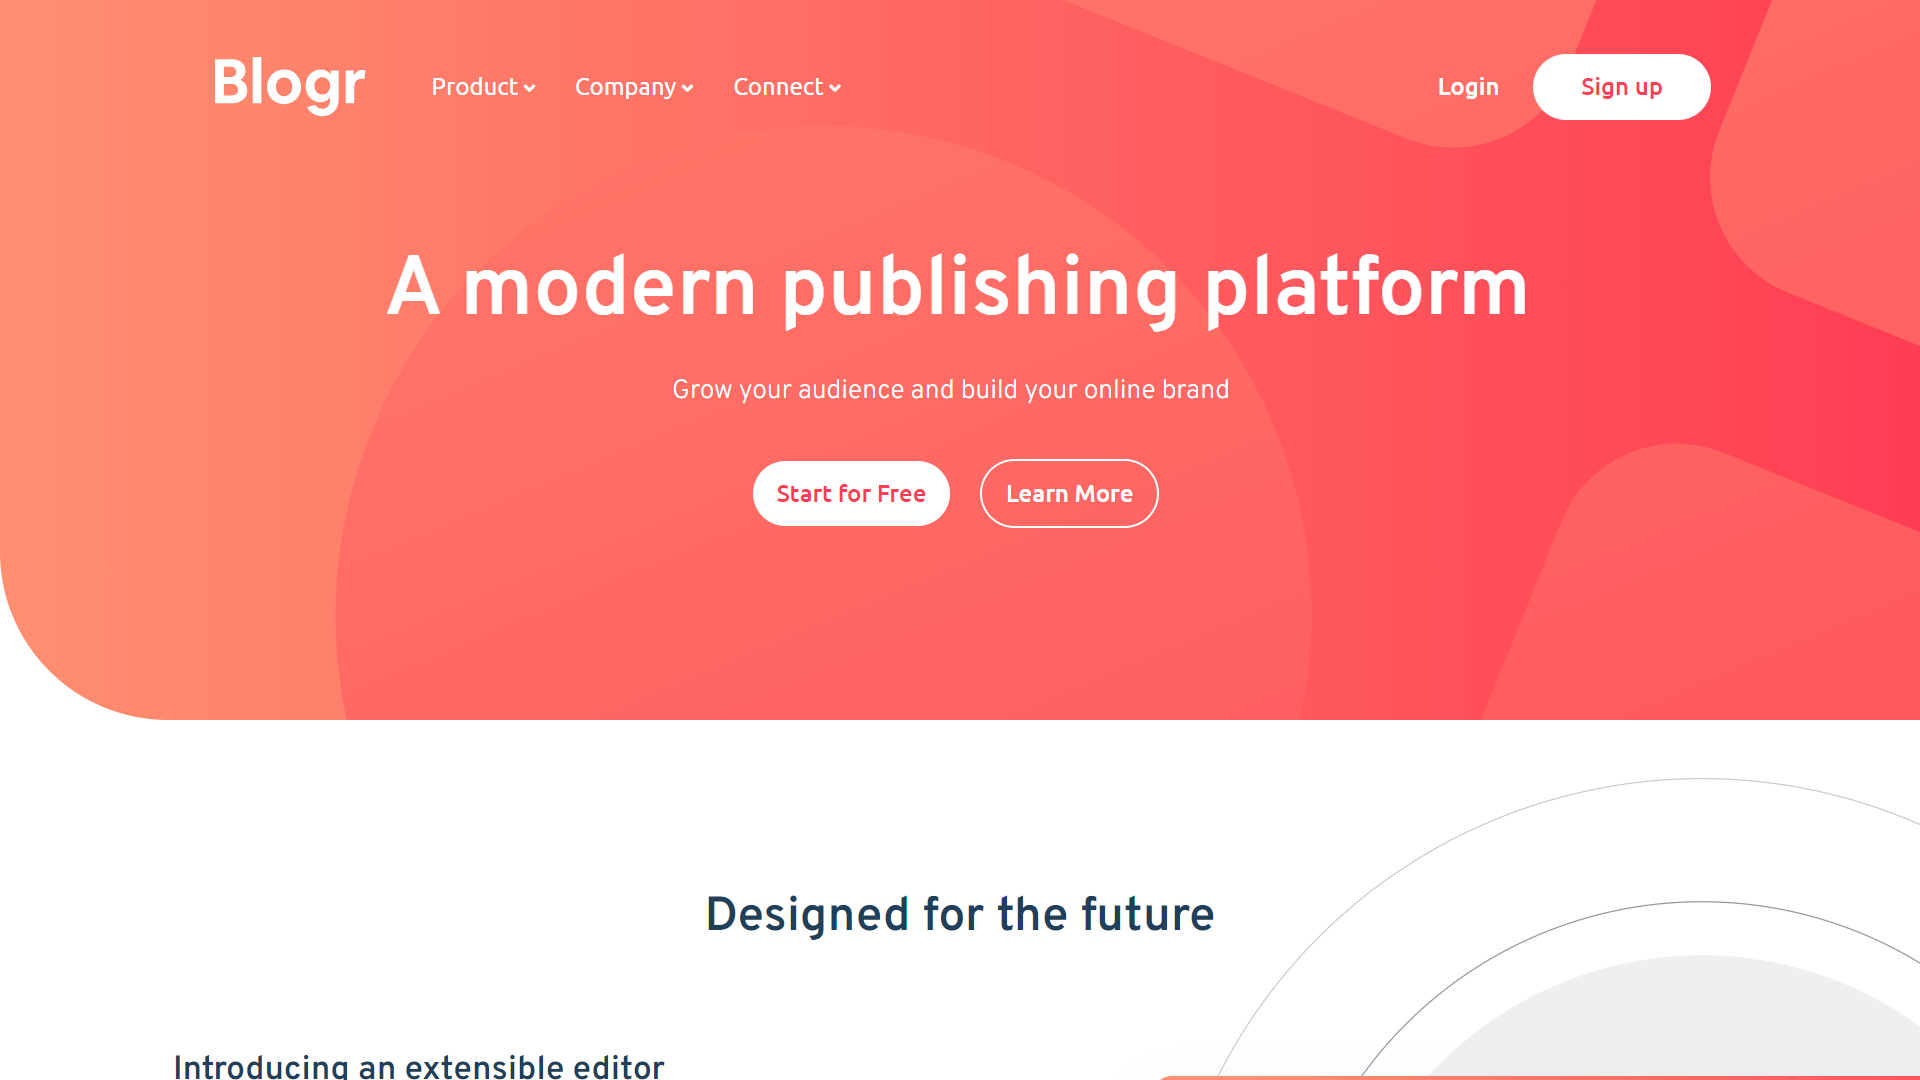 Blogr Product Company Connect Login Sign up
A modern publishing platform
Grow your audience and build your online brand
Start for Free Learn More
Designed for the future
Introducing an extensible editor